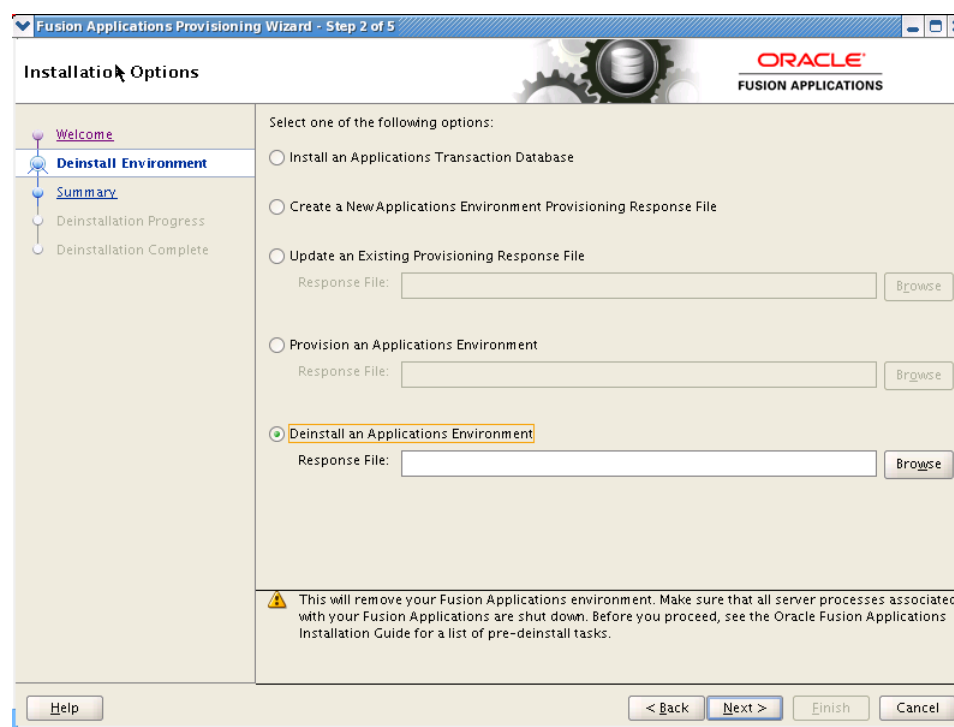 Fusion Applications Provisioning Wizard - Step 2 of 5
Installation Options
ORACLE
FUSION APPLICATIONS
Welcome
Deinstall Environment
Summary
Deinstallation Progress
Deinstallation Complete
Select one of the following options:
Install an Applications Transaction Database
Create a New Applications Environment Provisioning Response File
Update an Existing Provisioning Response File
Response File:
Browse
Provision an Applications Environment
Response File:
Browse
Deinstall an Applications Environment
Response File:
Browse
This will remove your Fusion Applications environment. Make sure that all server processes associated
with your Fusion Applications are shut down. Before you proceed, see the Oracle Fusion Applications
Installation Guide for a list of pre-deinstall tasks.
Help
< Back
Next >
Finish
Cancel